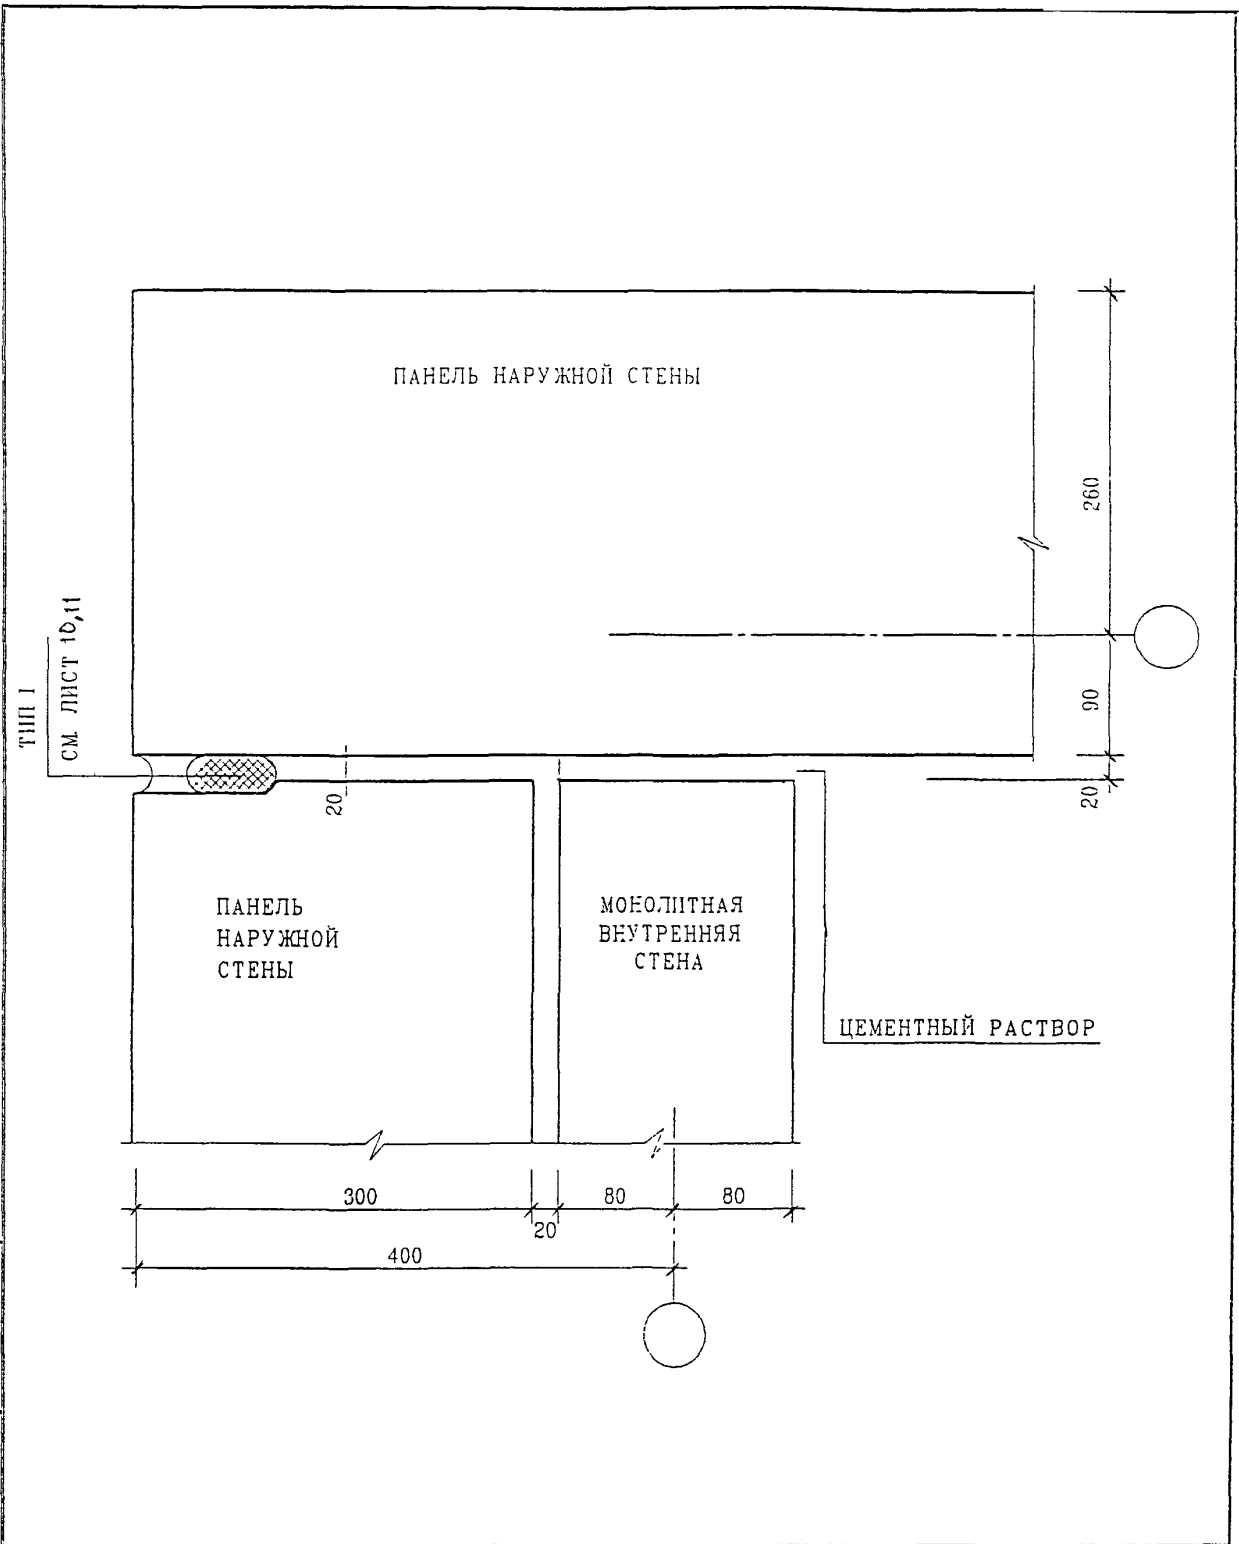 ПАНЕЛЬ НАРУЖНОЙ СТЕНЫ
260
90
20
ТИП I
СМ. ЛИСТ 10,11
20
ПАНЕЛЬ
НАРУЖНОЙ
СТЕНЫ
МОНОЛИТНАЯ
ВНУТРЕННЯЯ
СТЕНА
ЦЕМЕНТНЫЙ РАСТВОР
300
20
80
80
400